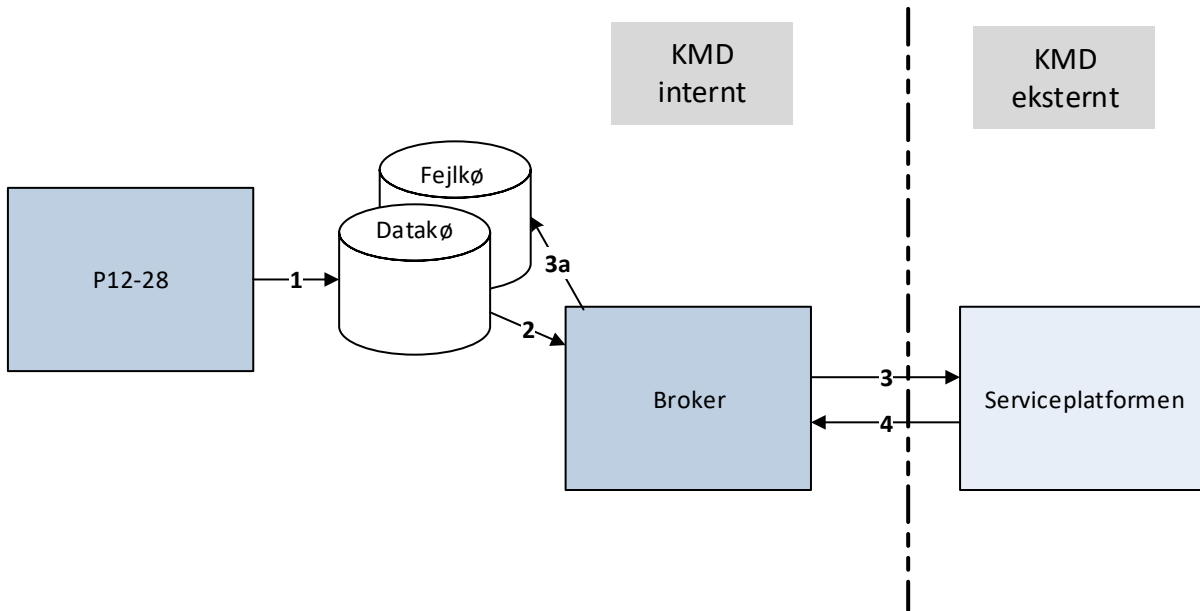 KMD
internt
KMD
eksternt
Fejlkø
Datakø
P12-28
1
3a
2
Broker
3
4
Serviceplatformen